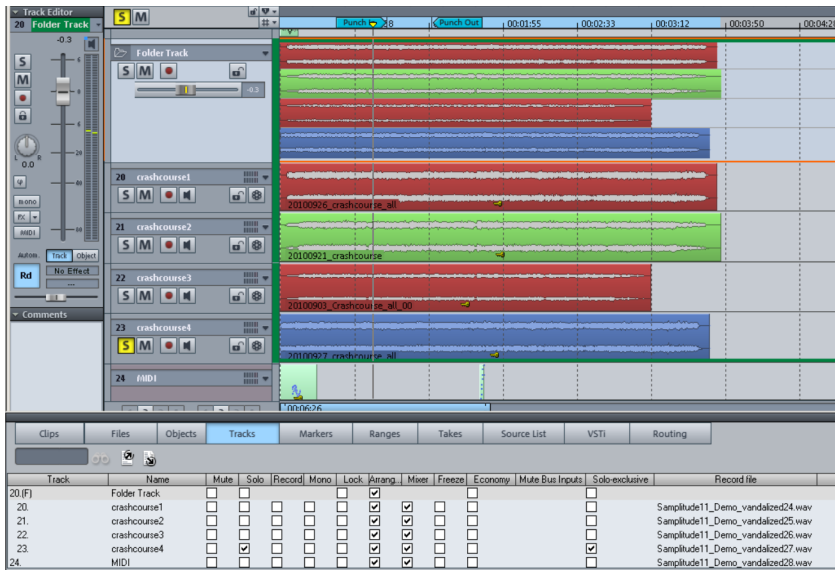 Track Editor
20 Folder Track
S M
Punch 38 Punch Out 00:01:55 00:02:33 00:03:12 00:03:50 00:04:2
-0.3
S
M
Folder Track
S M
-0.3
L R
0.0
mono
FX
MIDI
Autom. Track Object
Rd No Effect
---
Comments
20 crashcourse1
S M
20100926_crashcourse_all
21 crashcourse2
S M
20100921_crashcourse
22 crashcourse3
S M
20100903_Crashcourse_all_00
23 crashcourse4
S M
20100927_crashcourse_all
24 MIDI
00:06:26
Clips Files Objects Tracks Markers Ranges Takes Source List VSTi Routing
Track Name Mute Solo Record Mono Lock Arrang... Mixer Freeze Economy Mute Bus Inputs Solo-exclusive Record file
20.(F) Folder Track
20. crashcourse1 Samplitude11_Demo_vandalized24.wav
21. crashcourse2 Samplitude11_Demo_vandalized25.wav
22. crashcourse3 Samplitude11_Demo_vandalized26.wav
23. crashcourse4 Samplitude11_Demo_vandalized27.wav
24. MIDI Samplitude11_Demo_vandalized28.wav